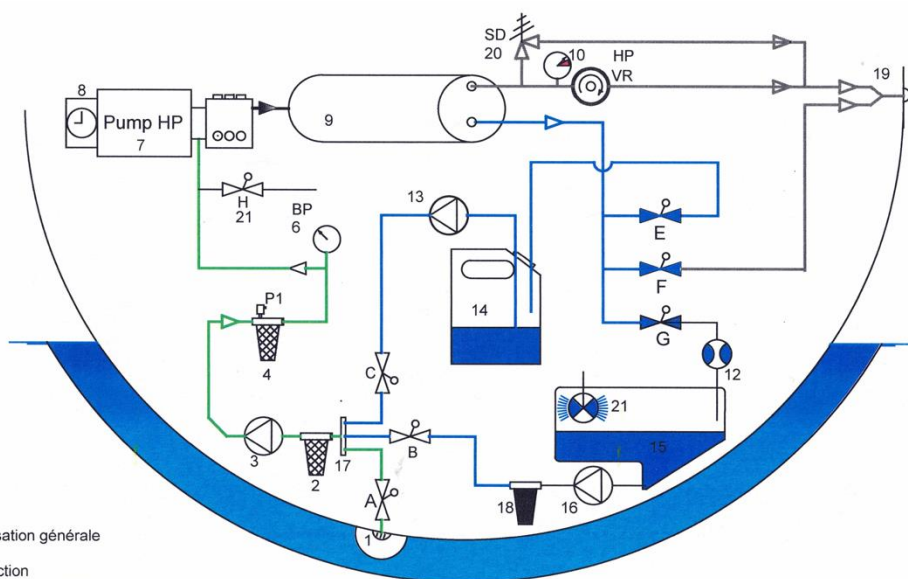 SD
20
10
HP
VR
19
8
Pump HP
7
9
H
21
BP
6
13
E
P1
14
F
4
G
C
12
21
15
3
2
17
B
A
18
16
1
sation générale
ction